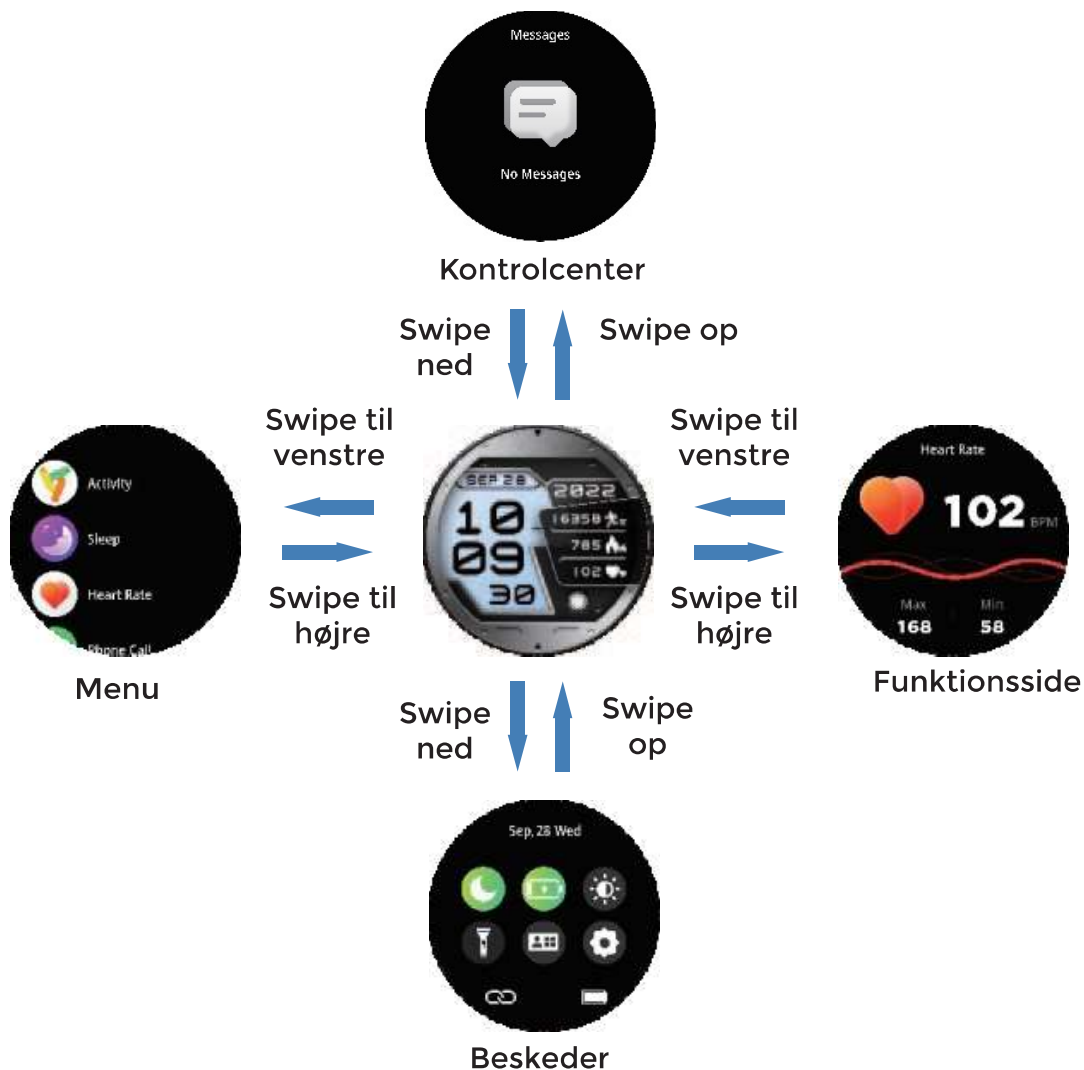 Messages
No Messages
Kontrolcenter
Swipe
ned
Swipe op
Swipe til
venstre
Swipe til
højre
Activity
Sleep
Heart Rate
Phone Call
Menu
SEP 28
10
09
30
2022
16358
785
102
Swipe til
venstre
Swipe til
højre
Heart Rate
102 BPM
Max
168
Min
58
Funktionsside
Swipe
ned
Swipe
op
Sep, 28 Wed
Beskeder